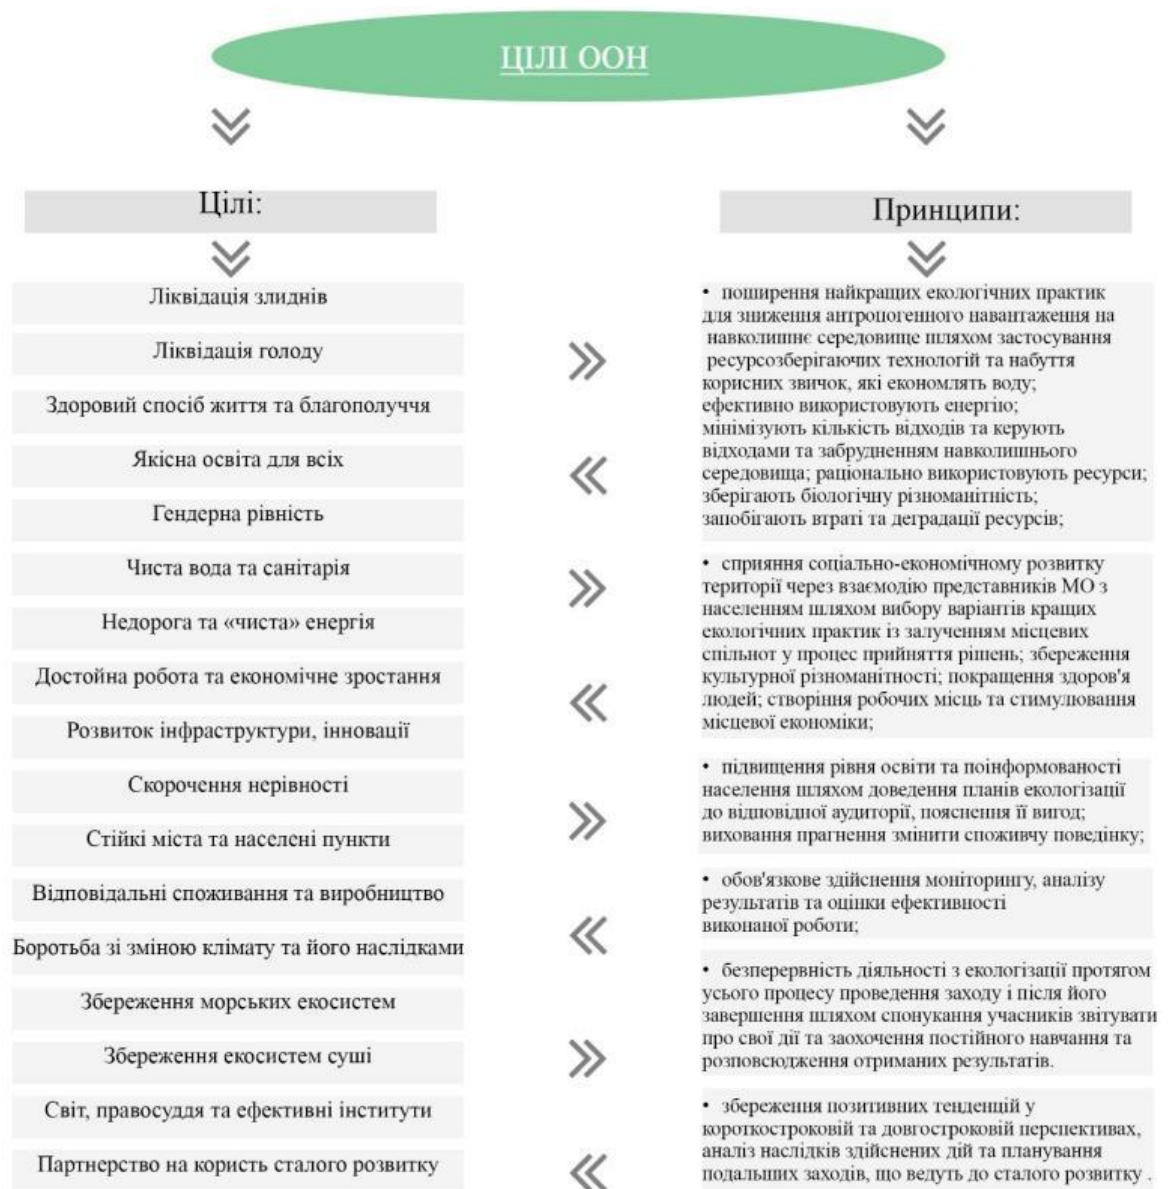 ЦІЛІ ООН
Цілі:
Ліквідація злиднів
Ліквідація голоду
Здоровий спосіб життя та благополуччя
Якісна освіта для всіх
Гендерна рівність
Чиста вода та санітарія
Недорога та «чиста» енергія
Достойна робота та економічне зростання
Розвиток інфраструктури, інновації
Скорочення нерівності
Стійкі міста та населені пункти
Відповідальні споживання та виробництво
Боротьба зі зміною клімату та його наслідками
Збереження морських екосистем
Збереження екосистем суші
Світ, правосуддя та ефективні інститути
Партнерство на користь сталого розвитку
Принципи:
• поширення найкращих екологічних практик
для зниження антропогенного навантаження на
навколишнє середовище шляхом застосування
ресурсозберігаючих технологій та набуття
корисних звичок, які економлять воду;
ефективно використовують енергію;
мінімізують кількість відходів та керують
відходами та забрудненням навколишнього
середовища; раціонально використовують ресурси;
зберігають біологічну різноманітність;
запобігають втраті та деградації ресурсів;
• сприяння соціально-економічному розвитку
території через взаємодію представників МО з
населенням шляхом вибору варіантів кращих
екологічних практик із залученням місцевих
спільнот у процес прийняття рішень; збереження
культурної різноманітності; покращення здоров'я
людей; створіння робочих місць та стимулювання
місцевої економіки;
• підвищення рівня освіти та поінформованості
населення шляхом доведення планів екологізації
до відповідної аудиторії, пояснення її вигод;
виховання прагнення змінити споживчу поведінку;
• обов'язкове здійснення моніторингу, аналізу
результатів та оцінки ефективності
виконаної роботи;
• безперервність діяльності з екологізації протягом
усього процесу проведення заходу і після його
завершення шляхом спонукання учасників звітувати
про свої дії та заохочення постійного навчання та
розповсюдження отриманих результатів.
• збереження позитивних тенденцій у
короткостроковій та довгостроковій перспективах,
аналіз наслідків здійснених дій та планування
подальших заходів, що ведуть до сталого розвитку .